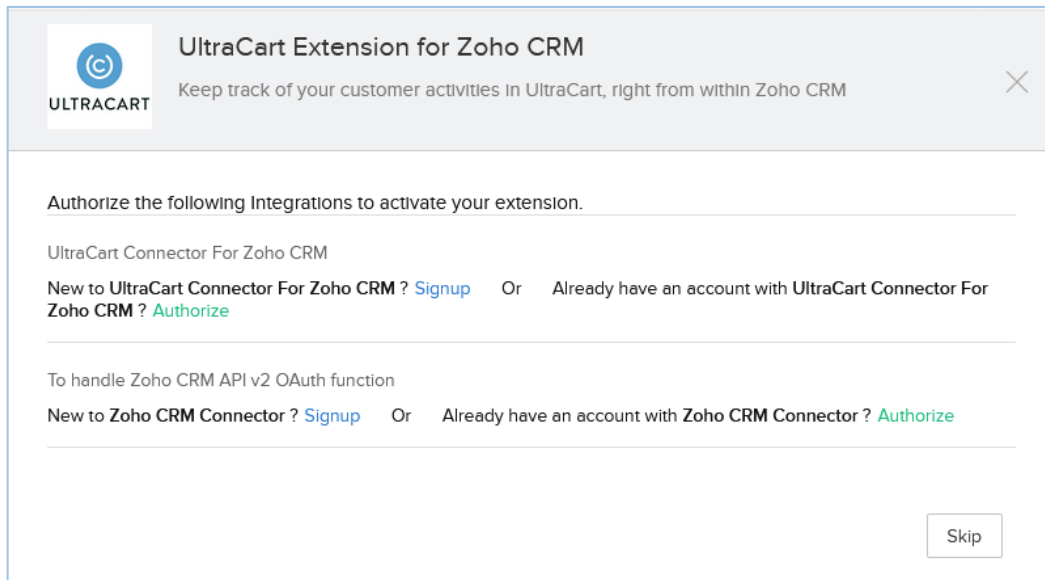 UltraCart Extension for Zoho CRM
Keep track of your customer activities in UltraCart, right from within Zoho CRM
(c)
ULTRACART
Authorize the following Integrations to activate your extension.
UltraCart Connector For Zoho CRM
New to UltraCart Connector For Zoho CRM ? Signup Or Already have an account with UltraCart Connector For
Zoho CRM ? Authorize
To handle Zoho CRM API v2 OAuth function
New to Zoho CRM Connector ? Signup Or Already have an account with Zoho CRM Connector ? Authorize
Skip